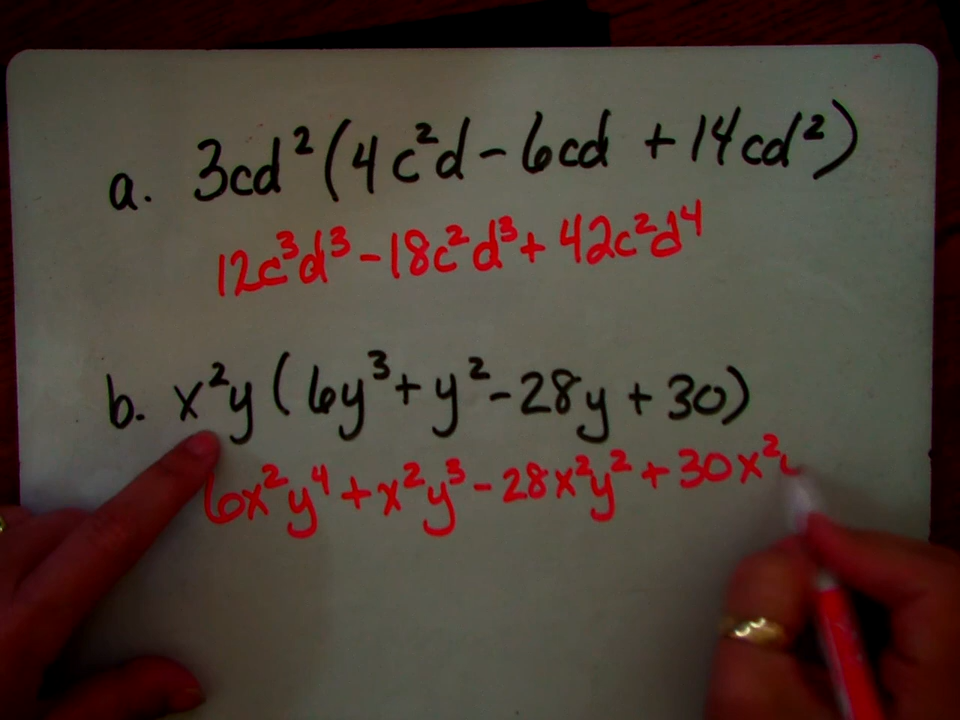 a. 3cd²(4c²d - 6cd + 14cd²)
12c³d³ - 18c²d³ + 42c²d⁴
b. x²y(6y³ + y² - 28y + 30)
6x²y⁴ + x²y³ - 28x²y² + 30x²